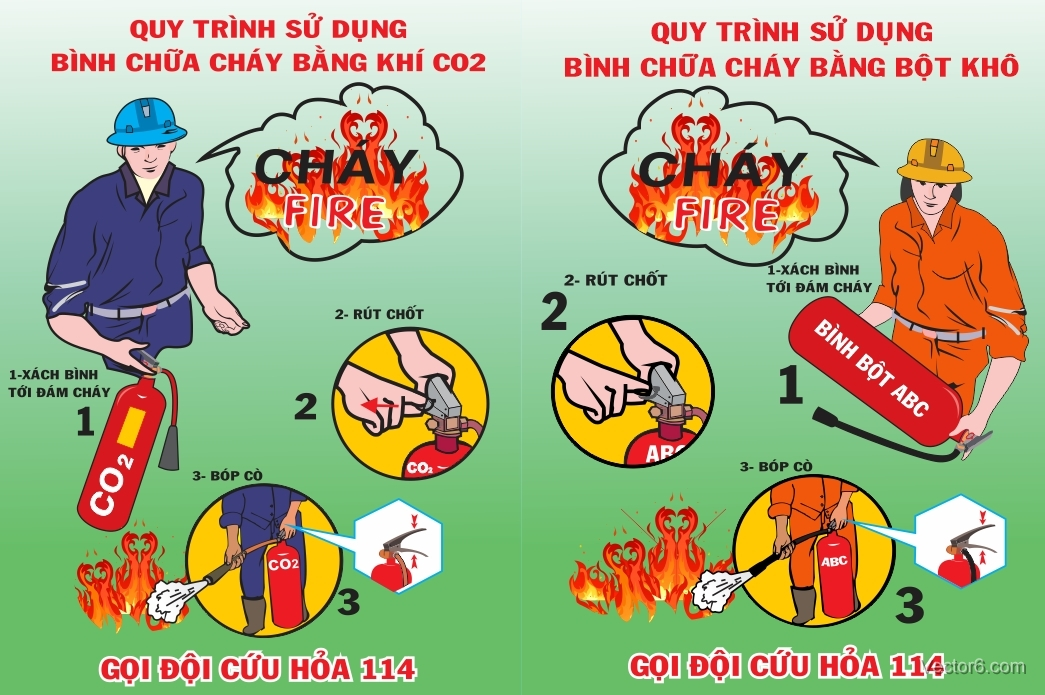 QUY TRÌNH SỬ DỤNG
BÌNH CHỮA CHÁY BẰNG KHÍ CO2
CHÁY
FIRE
1-XÁCH BÌNH
TỚI ĐÁM CHÁY
1
CO2
2- RÚT CHỐT
2
CO2
3- BÓP CÒ
CO2
3
GỌI ĐỘI CỨU HỎA 114
QUY TRÌNH SỬ DỤNG
BÌNH CHỮA CHÁY BẰNG BỘT KHÔ
CHÁY
FIRE
1-XÁCH BÌNH
TỚI ĐÁM CHÁY
1
BÌNH BỘT ABC
2- RÚT CHỐT
2
ABC
3- BÓP CÒ
ABC
3
GỌI ĐỘI CỨU HỎA 114
Vector6.com